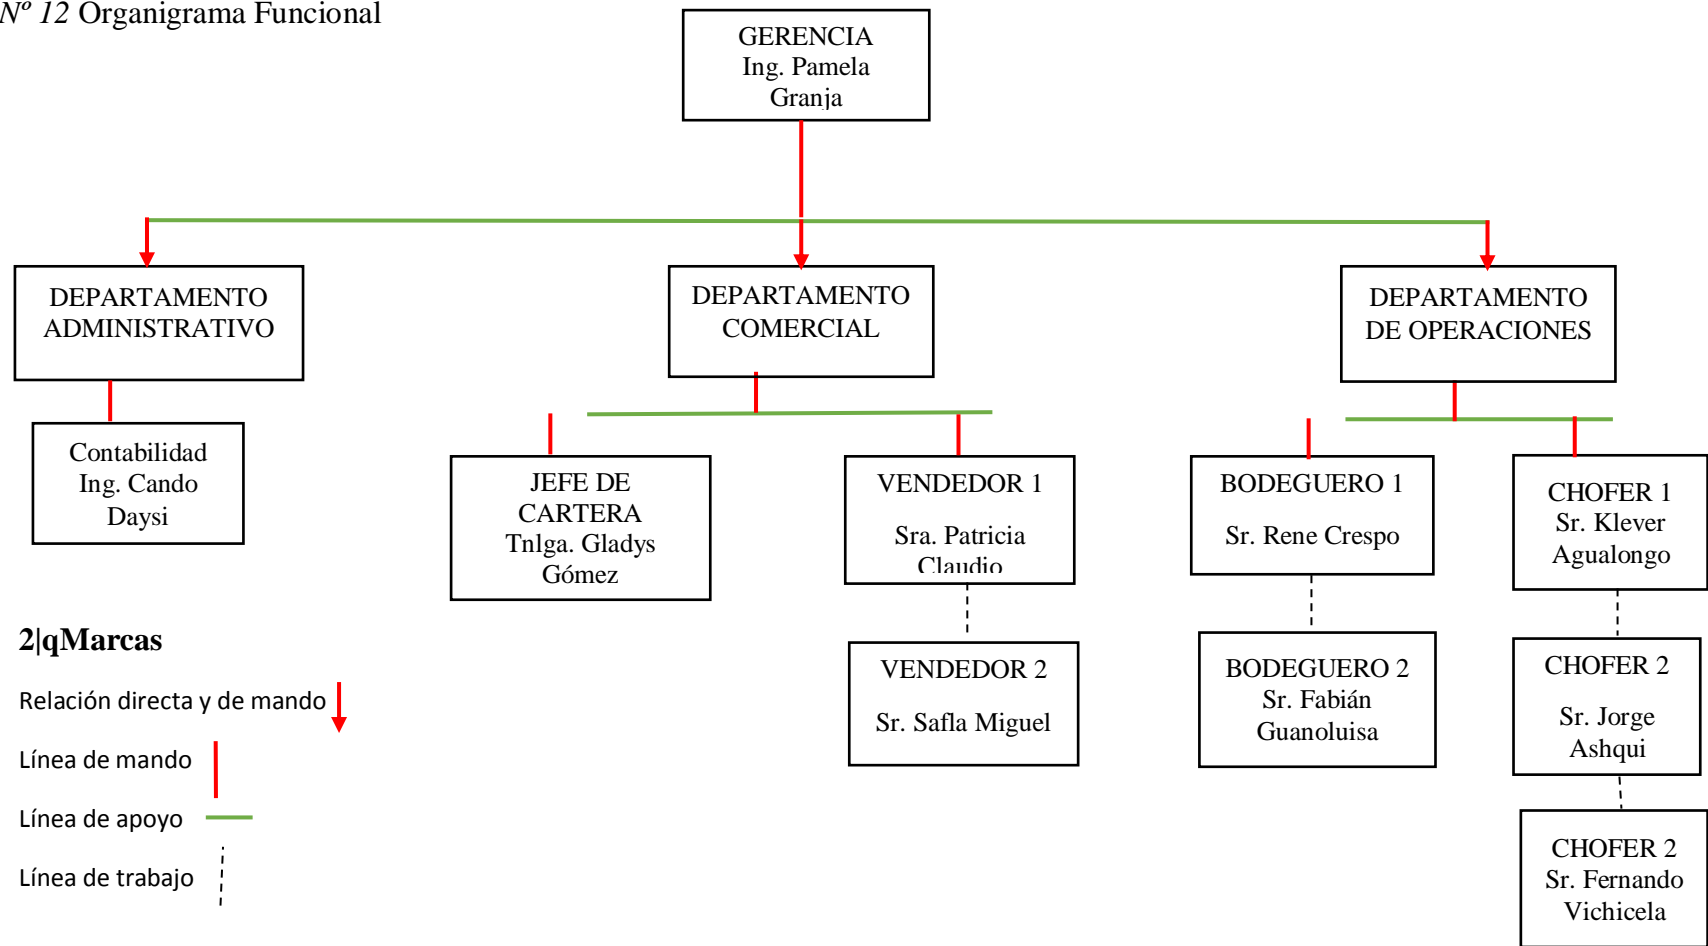 Nº 12 Organigrama Funcional
GERENCIA
Ing. Pamela
Granja
DEPARTAMENTO
ADMINISTRATIVO
DEPARTAMENTO
COMERCIAL
DEPARTAMENTO
DE OPERACIONES
Contabilidad
Ing. Cando
Daysi
JEFE DE
CARTERA
Tnlga. Gladys
Gómez
VENDEDOR 1
Sra. Patricia
Claudio
BODEGUERO 1
Sr. Rene Crespo
CHOFER 1
Sr. Klever
Agualongo
VENDEDOR 2
Sr. Safla Miguel
BODEGUERO 2
Sr. Fabián
Guanoluisa
CHOFER 2
Sr. Jorge
Ashqui
CHOFER 2
Sr. Fernando
Vichicela
2|qMarcas
Relación directa y de mando
Línea de mando
Línea de apoyo
Línea de trabajo